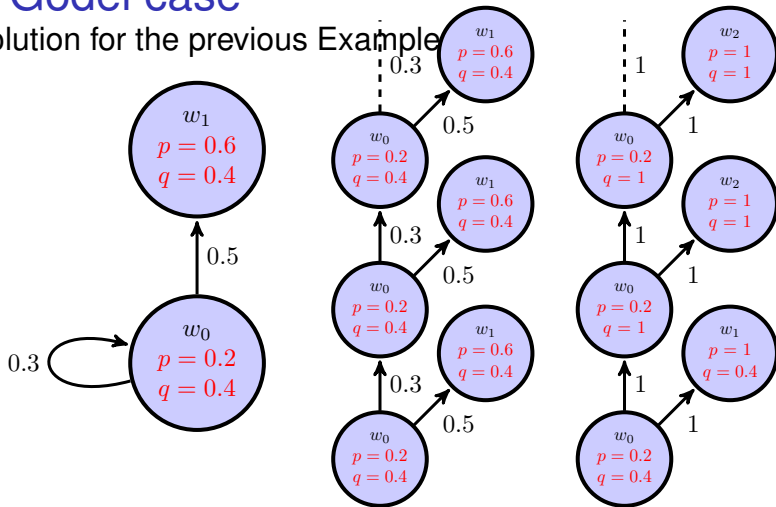 Godel case
olution for the previous Example
w1
p = 0.6
q = 0.4
0.5
w0
p = 0.2
q = 0.4
0.3
w1
p = 0.6
q = 0.4
0.3
0.5
w0
p = 0.2
q = 0.4
w1
p = 0.6
q = 0.4
0.3
0.5
w0
p = 0.2
q = 0.4
w1
p = 0.6
q = 0.4
0.3
0.5
w0
p = 0.2
q = 0.4
w2
p = 1
q = 1
1
1
w0
p = 0.2
q = 1
w2
p = 1
q = 1
1
1
w0
p = 0.2
q = 1
w1
p = 1
q = 0.4
1
1
w0
p = 0.2
q = 0.4